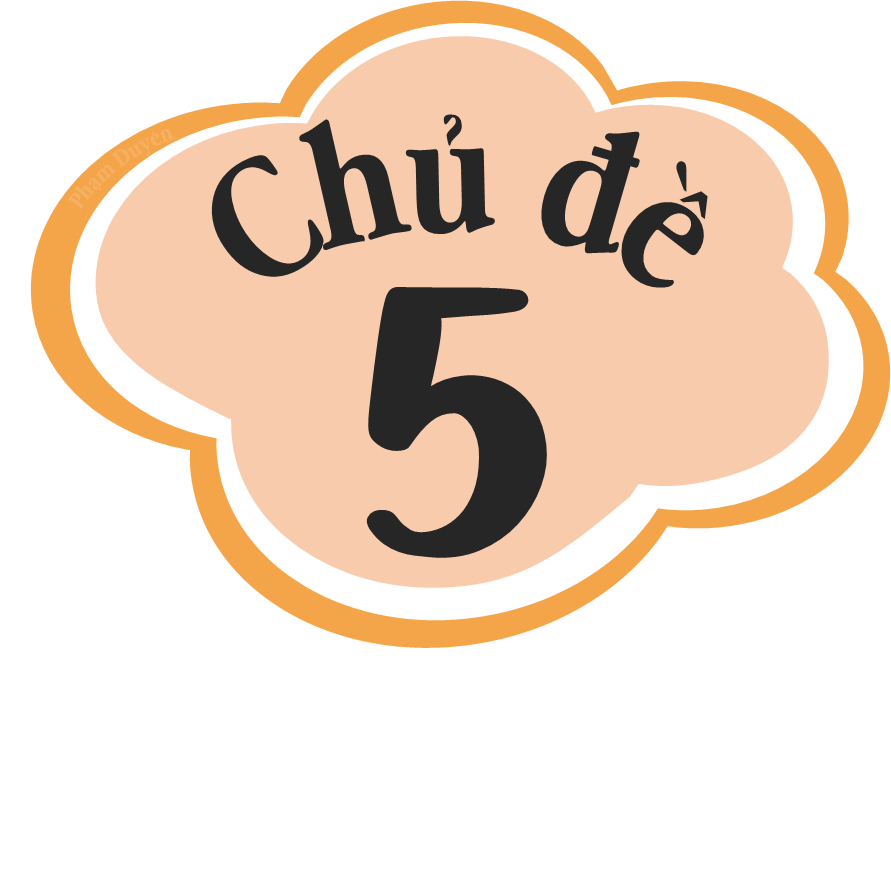 Phạm Duyên
Chủ đề
5